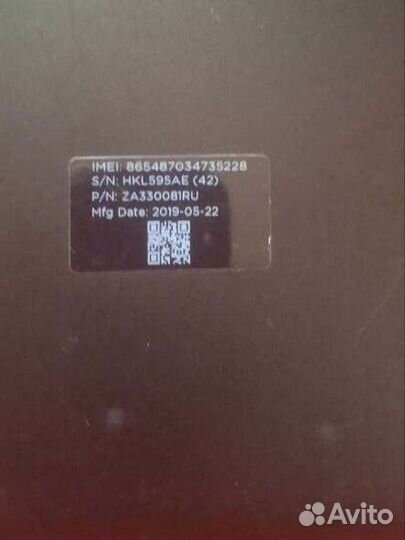 IMEI: 865487034735228
S/N: HKL595AE (42)
P/N: ZA330081RU
Mfg Date: 2019-05-22
Avito